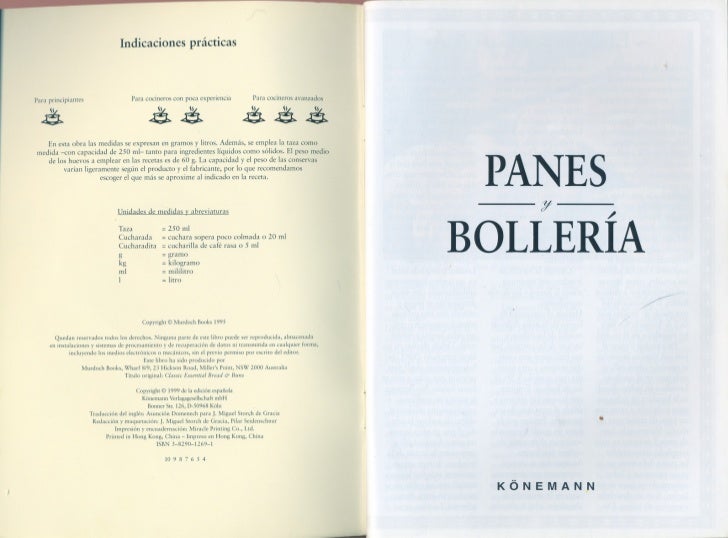 Indicaciones prácticas
Para principiantes Para cocineros con poca experiencia Para cocineros avanzados
En esta obra las medidas se expresan en gramos y litros. Además, se emplea la taza como
medida –con capacidad de 250 ml– tanto para ingredientes líquidos como sólidos. El peso medio
de los huevos a emplear en las recetas es de 60 g. La capacidad y el peso de las conservas
varían ligeramente según el producto y el fabricante, por lo que recomendamos
escoger el que más se aproxime al indicado en la receta.
Unidades de medidas y abreviaturas
Taza = 250 ml
Cucharada = cuchara sopera poco colmada o 20 ml
Cucharadita = cucharilla de café rasa o 5 ml
g = gramo
kg = kilogramo
ml = mililitro
l = litro
Copyright © Murdoch Books 1995
Quedan reservados todos los derechos. Ninguna parte de este libro puede ser reproducida, almacenada
en instalaciones y sistemas de procesamiento y de recuperación de datos ni transmitida en cualquier forma,
incluyendo los medios electrónicos o mecánicos, sin el previo permiso por escrito del editor.
Este libro ha sido producido por
Murdoch Books, Wharf 8/9, 23 Hickson Road, Miller's Point, NSW 2000 Australia
Título original: Classic Essential Bread & Buns
Copyright © 1999 de la edición española
Könemann Verlagsgesellschaft mbH
Bonner Str. 126, D-50968 Köln
Traducción del inglés: Asunción Domenech para J. Miguel Storch de Gracia
Redacción y maquetación: J. Miguel Storch de Gracia, Pilar Seidenschnur
Impresión y encuadernación: Miracle Printing Co., Ltd.
Printed in Hong Kong, China – Impreso en Hong Kong, China
ISBN 3-8290-1269-1
10 9 8 7 6 5 4
PANES
y
BOLLERÍA
KÖNEMANN